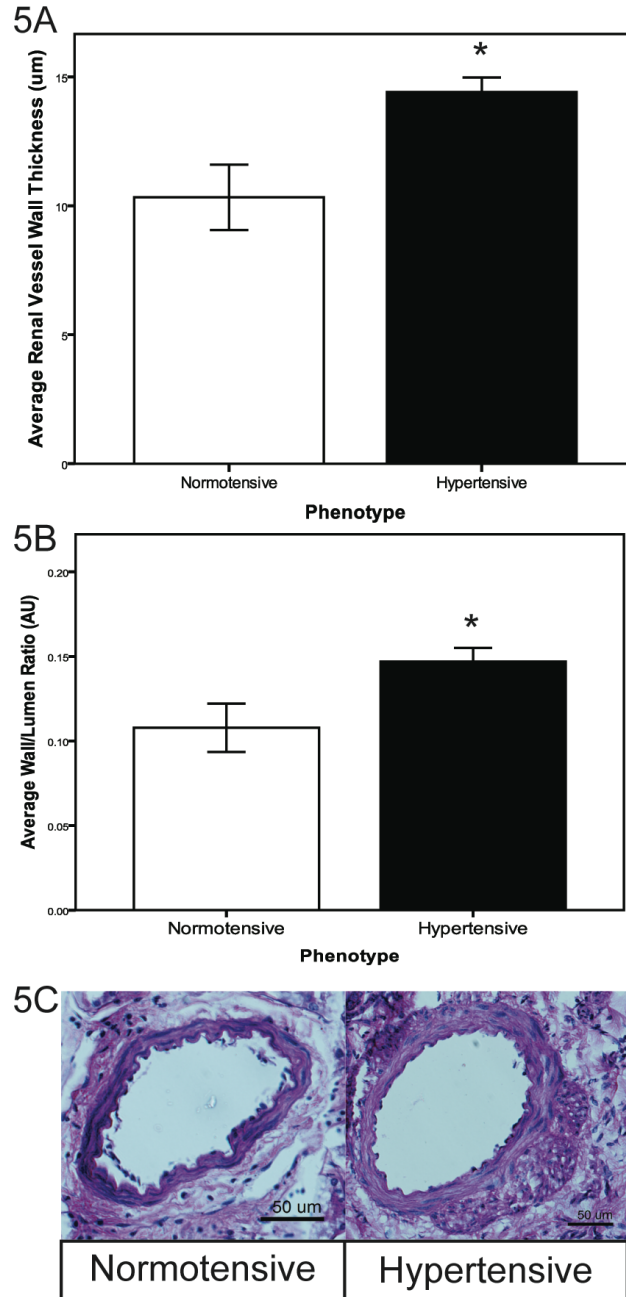 5A
Average Renal Vessel Wall Thickness (um)
15
*
10
5
0
Normotensive Hypertensive
Phenotype
5B
Average Wall/Lumen Ratio (AU)
0.20
*
0.15
0.10
0.05
0.00
Normotensive Hypertensive
Phenotype
5C
50 um 50 um
Normotensive Hypertensive